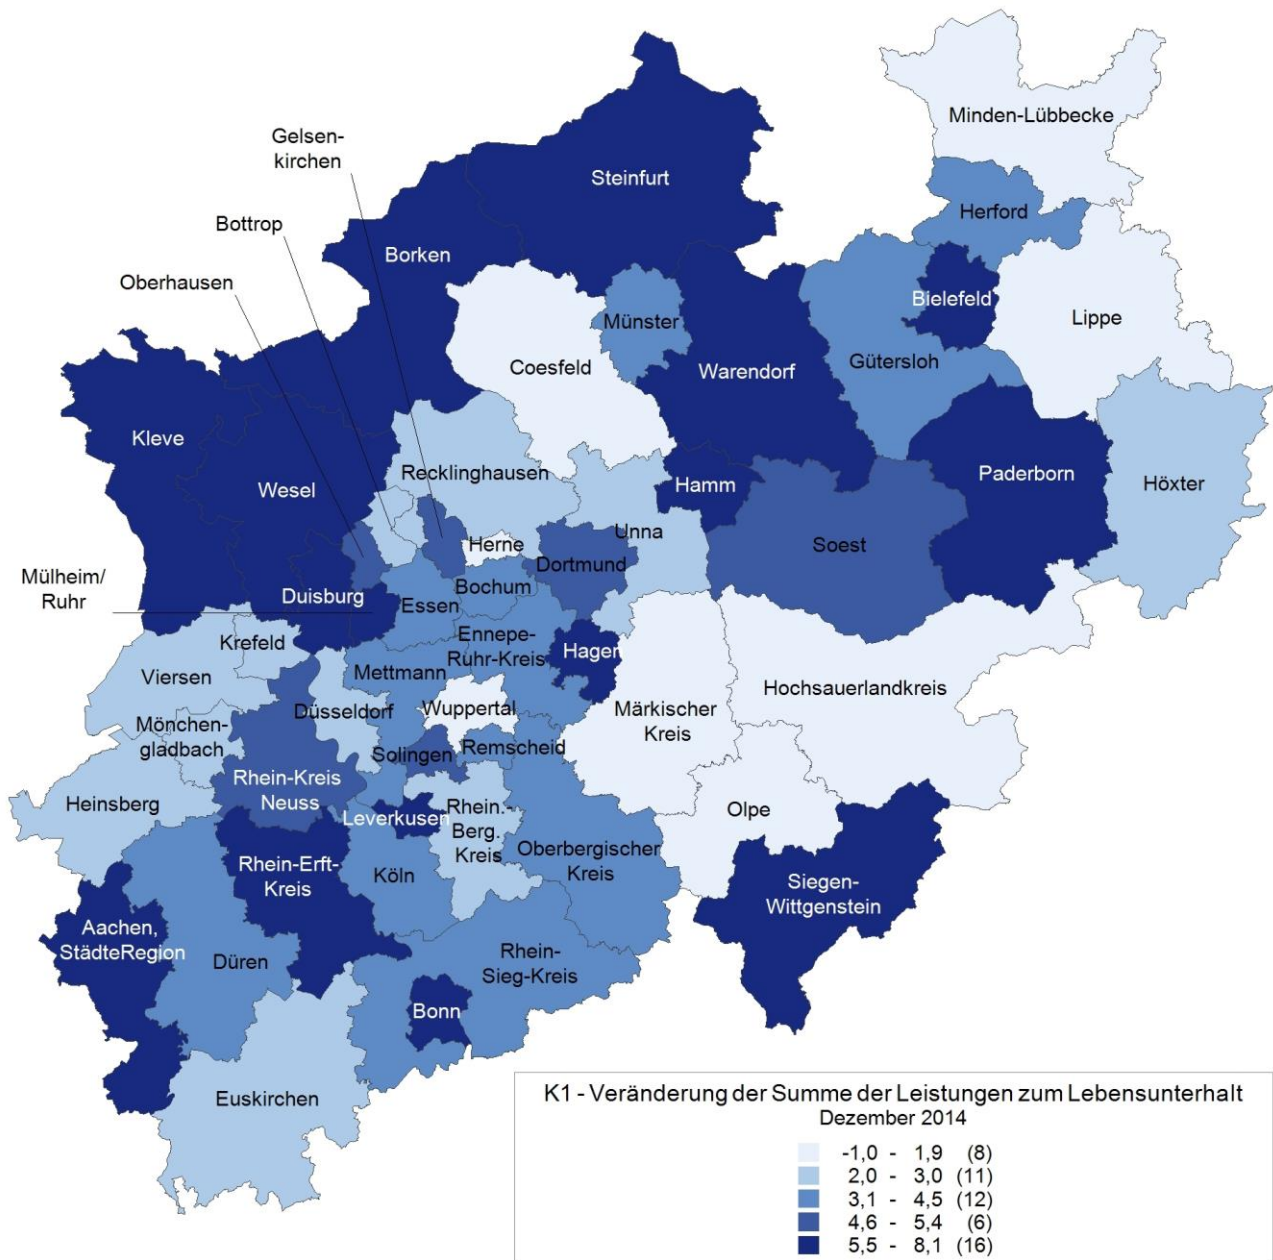 Minden-Lübbecke
Gelsen-
kirchen
Steinfurt
Herford
Bottrop
Borken
Oberhausen
Bielefeld
Münster
Lippe
Coesfeld
Warendorf
Gütersloh
Kleve
Recklinghausen
Paderborn
Wesel
Hamm
Höxter
Unna
Herne
Soest
Dortmund
Mülheim/
Ruhr
Duisburg
Bochum
Essen
Krefeld
Ennepe-
Ruhr-Kreis
Hagen
Viersen
Mettmann
Hochsauerlandkreis
Düsseldorf
Wuppertal
Märkischer
Kreis
Mönchen-
gladbach
Solingen
Remscheid
Rhein-Kreis
Neuss
Heinsberg
Leverkusen
Rhein.-
Berg.
Kreis
Olpe
Oberbergischer
Kreis
Rhein-Erft-
Kreis
Köln
Siegen-
Wittgenstein
Aachen,
StädteRegion
Düren
Rhein-
Sieg-Kreis
Bonn
Euskirchen
K1 - Veränderung der Summe der Leistungen zum Lebensunterhalt
Dezember 2014
-1,0 - 1,9 (8)
2,0 - 3,0 (11)
3,1 - 4,5 (12)
4,6 - 5,4 (6)
5,5 - 8,1 (16)